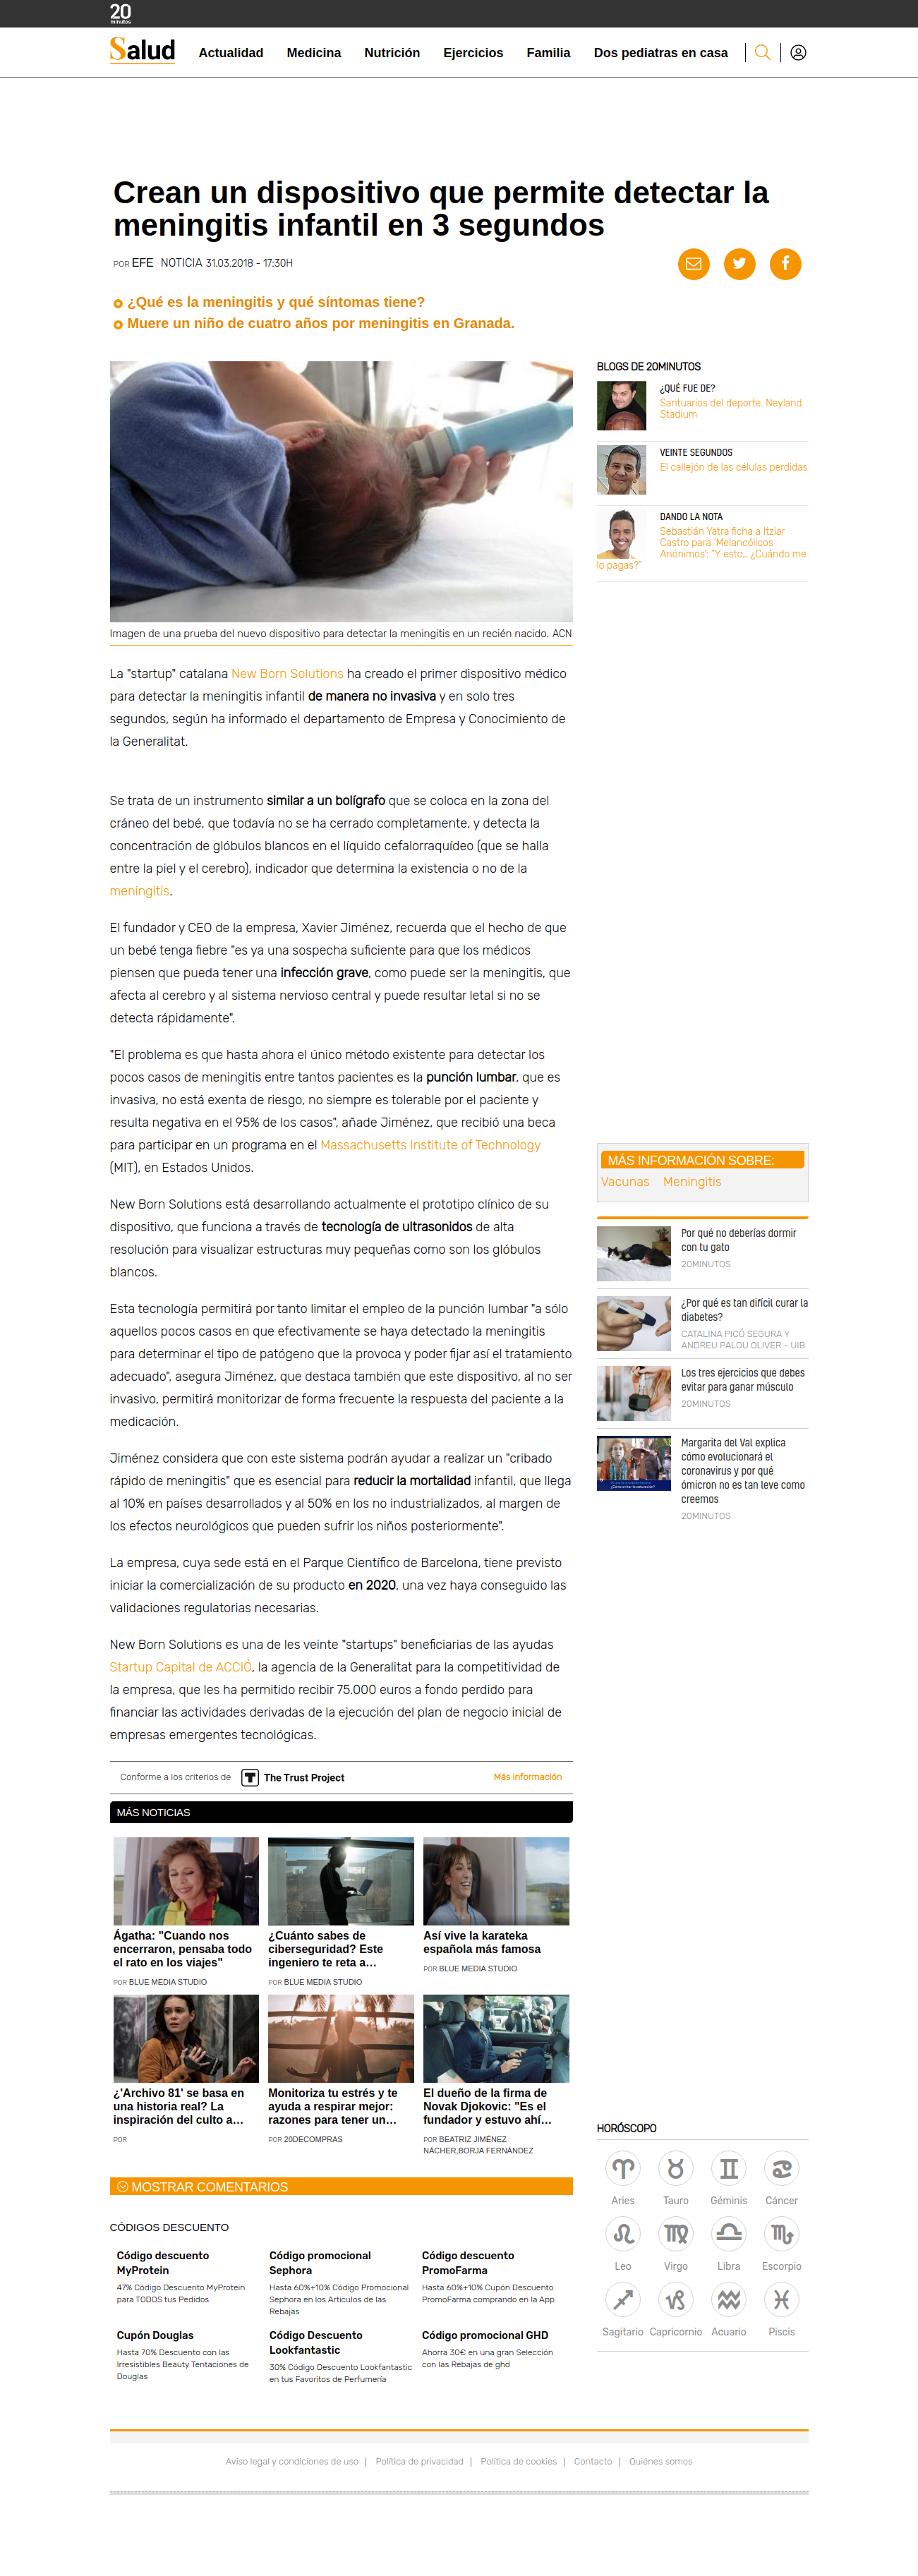 20
minutos
Salud
Actualidad Medicina Nutrición Ejercicios Familia Dos pediatras en casa
Crean un dispositivo que permite detectar la
meningitis infantil en 3 segundos
POR EFE NOTICIA 31.03.2018 - 17:30H
¿Qué es la meningitis y qué síntomas tiene?
Muere un niño de cuatro años por meningitis en Granada.
Imagen de una prueba del nuevo dispositivo para detectar la meningitis en un recién nacido. ACN
La "startup" catalana New Born Solutions ha creado el primer dispositivo médico
para detectar la meningitis infantil de manera no invasiva y en solo tres
segundos, según ha informado el departamento de Empresa y Conocimiento de
la Generalitat.
Se trata de un instrumento similar a un bolígrafo que se coloca en la zona del
cráneo del bebé, que todavía no se ha cerrado completamente, y detecta la
concentración de glóbulos blancos en el líquido cefalorraquídeo (que se halla
entre la piel y el cerebro), indicador que determina la existencia o no de la
meningitis.
El fundador y CEO de la empresa, Xavier Jiménez, recuerda que el hecho de que
un bebé tenga fiebre "es ya una sospecha suficiente para que los médicos
piensen que pueda tener una infección grave, como puede ser la meningitis, que
afecta al cerebro y al sistema nervioso central y puede resultar letal si no se
detecta rápidamente".
"El problema es que hasta ahora el único método existente para detectar los
pocos casos de meningitis entre tantos pacientes es la punción lumbar, que es
invasiva, no está exenta de riesgo, no siempre es tolerable por el paciente y
resulta negativa en el 95% de los casos", añade Jiménez, que recibió una beca
para participar en un programa en el Massachusetts Institute of Technology
(MIT), en Estados Unidos.
New Born Solutions está desarrollando actualmente el prototipo clínico de su
dispositivo, que funciona a través de tecnología de ultrasonidos de alta
resolución para visualizar estructuras muy pequeñas como son los glóbulos
blancos.
Esta tecnología permitirá por tanto limitar el empleo de la punción lumbar "a sólo
aquellos pocos casos en que efectivamente se haya detectado la meningitis
para determinar el tipo de patógeno que la provoca y poder fijar así el tratamiento
adecuado", asegura Jiménez, que destaca también que este dispositivo, al no ser
invasivo, permitirá monitorizar de forma frecuente la respuesta del paciente a la
medicación.
Jiménez considera que con este sistema podrán ayudar a realizar un "cribado
rápido de meningitis" que es esencial para reducir la mortalidad infantil, que llega
al 10% en países desarrollados y al 50% en los no industrializados, al margen de
los efectos neurológicos que pueden sufrir los niños posteriormente".
La empresa, cuya sede está en el Parque Científico de Barcelona, tiene previsto
iniciar la comercialización de su producto en 2020, una vez haya conseguido las
validaciones regulatorias necesarias.
New Born Solutions es una de les veinte "startups" beneficiarias de las ayudas
Startup Capital de ACCIÓ, la agencia de la Generalitat para la competitividad de
la empresa, que les ha permitido recibir 75.000 euros a fondo perdido para
financiar las actividades derivadas de la ejecución del plan de negocio inicial de
empresas emergentes tecnológicas.
Conforme a los criterios de T The Trust Project Más información
MÁS NOTICIAS
Ágatha: "Cuando nos
encerraron, pensaba todo
el rato en los viajes"
POR BLUE MEDIA STUDIO
¿Cuánto sabes de
ciberseguridad? Este
ingeniero te reta a...
POR BLUE MEDIA STUDIO
Así vive la karateka
española más famosa
POR BLUE MEDIA STUDIO
¿'Archivo 81' se basa en
una historia real? La
inspiración del culto a...
POR
Monitoriza tu estrés y te
ayuda a respirar mejor:
razones para tener un...
POR 20DECOMPRAS
El dueño de la firma de
Novak Djokovic: "Es el
fundador y estuvo ahí...
POR BEATRIZ JIMÉNEZ
NÁCHER,BORJA FERNÁNDEZ
MOSTRAR COMENTARIOS
CÓDIGOS DESCUENTO
Código descuento
MyProtein
47% Código Descuento MyProtein
para TODOS tus Pedidos
Código promocional
Sephora
Hasta 60%+10% Código Promocional
Sephora en los Artículos de las
Rebajas
Código descuento
PromoFarma
Hasta 60%+10% Cupón Descuento
PromoFarma comprando en la App
Cupón Douglas
Hasta 70% Descuento con las
Irresistibles Beauty Tentaciones de
Douglas
Código Descuento
Lookfantastic
30% Código Descuento Lookfantastic
en tus Favoritos de Perfumería
Código promocional GHD
Ahorra 30€ en una gran Selección
con las Rebajas de ghd
BLOGS DE 20MINUTOS
¿QUÉ FUE DE?
Santuarios del deporte. Neyland
Stadium
VEINTE SEGUNDOS
El callejón de las células perdidas
DANDO LA NOTA
Sebastián Yatra ficha a Itziar
Castro para 'Melancólicos
Anónimos': "Y esto... ¿Cuándo me
lo pagas?"
MÁS INFORMACIÓN SOBRE:
Vacunas Meningitis
Por qué no deberías dormir
con tu gato
20MINUTOS
¿Por qué es tan difícil curar la
diabetes?
CATALINA PICÓ SEGURA Y
ANDREU PALOU OLIVER - UIB
Los tres ejercicios que debes
evitar para ganar músculo
20MINUTOS
Margarita del Val explica
cómo evolucionará el
coronavirus y por qué
ómicron no es tan leve como
creemos
20MINUTOS
HORÓSCOPO
Aries Tauro Géminis Cáncer
Leo Virgo Libra Escorpio
Sagitario Capricornio Acuario Piscis
Aviso legal y condiciones de uso | Política de privacidad | Política de cookies | Contacto | Quiénes somos